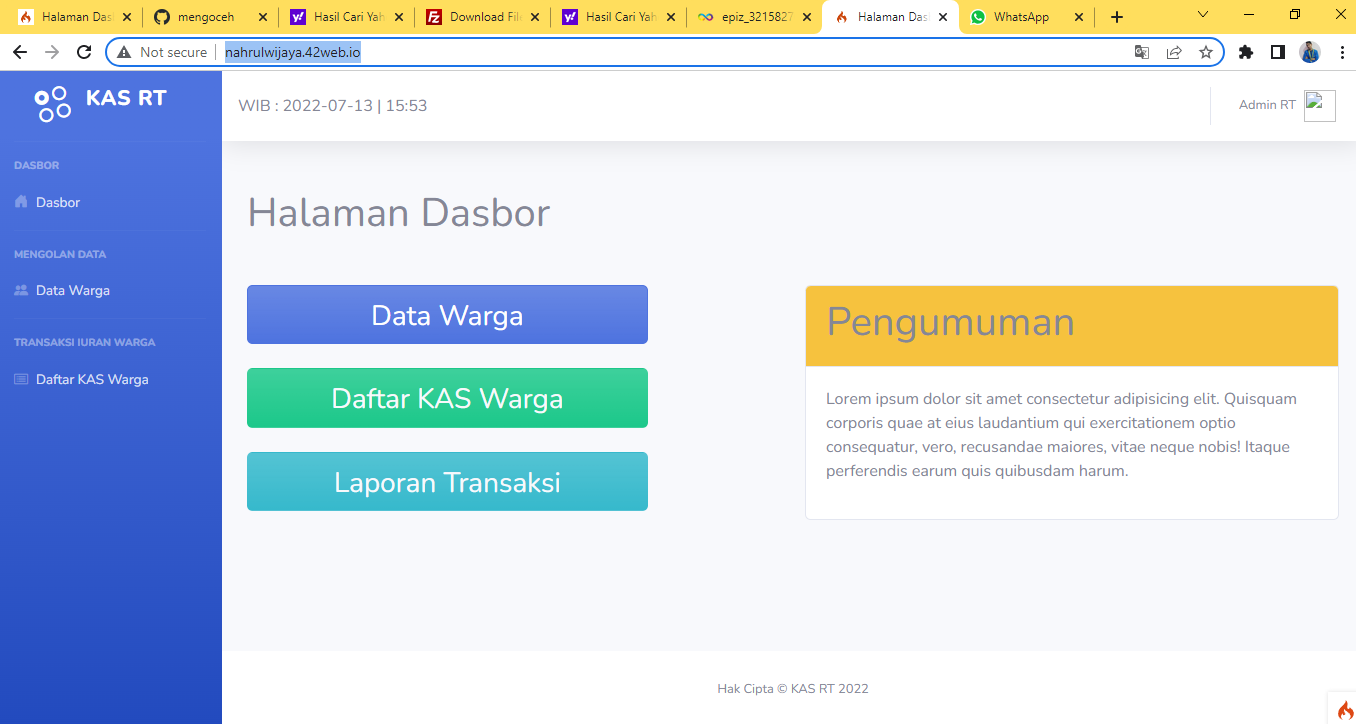 Halaman Das
mengoceh
Hasil Cari Yah
Download File
Hasil Cari Yah
epiz_3215827
Halaman Das
WhatsApp
Not secure
nahrulwijaya.42web.io
KAS RT
WIB : 2022-07-13 | 15:53
Admin RT
DASBOR
Dasbor
MENGOLAN DATA
Data Warga
TRANSAKSI IURAN WARGA
Daftar KAS Warga
Halaman Dasbor
Data Warga
Daftar KAS Warga
Laporan Transaksi
Pengumuman
Lorem ipsum dolor sit amet consectetur adipisicing elit. Quisquam
corporis quae at eius laudantium qui exercitationem optio
consequatur, vero, recusandae maiores, vitae neque nobis! Itaque
perferendis earum quis quibusdam harum.
Hak Cipta © KAS RT 2022